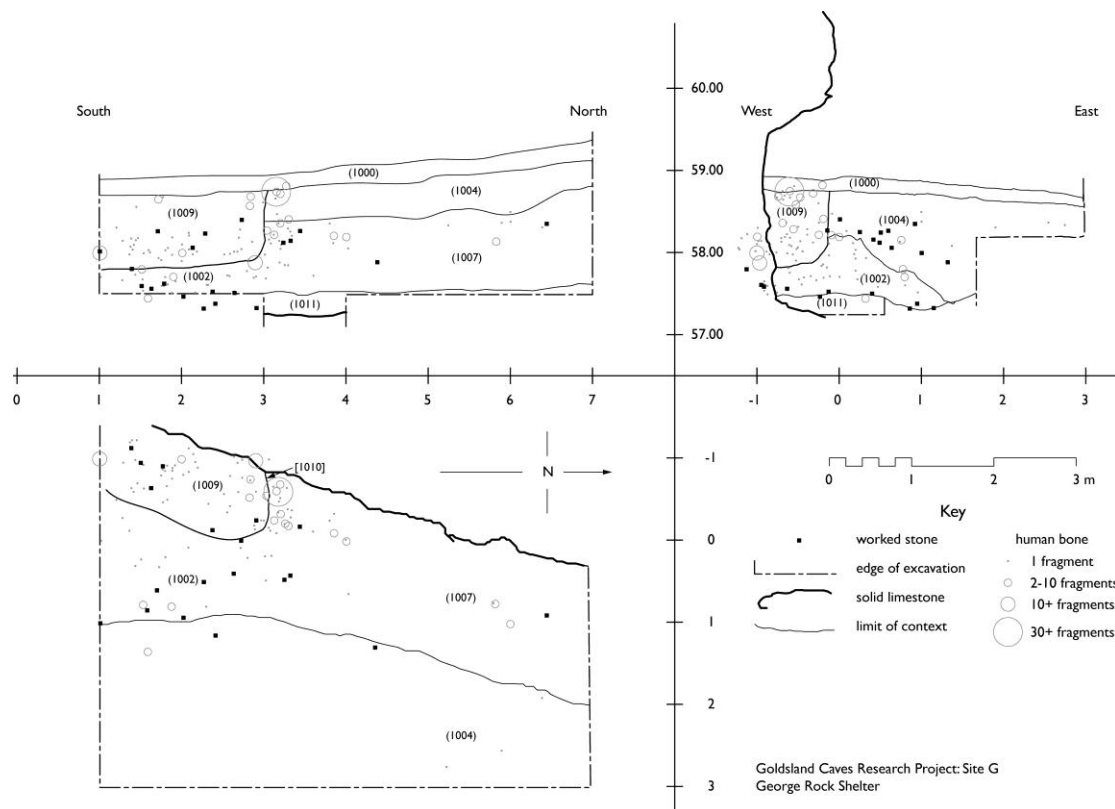 South
North
(1000)
(1004)
(1009)
(1007)
(1002)
(1011)
60.00
59.00
58.00
57.00
West
East
(1000)
(1009)
(1004)
(1002)
(1011)
0 1 2 3 4 5 6 7
-1 0 1 2 3
[1010]
(1009)
(1002)
(1007)
(1004)
N
-1
0
1
2
3
0 1 2 3 m
Key
worked stone
edge of excavation
solid limestone
limit of context
human bone
1 fragment
2-10 fragments
10+ fragments
30+ fragments
Goldsland Caves Research Project: Site G
George Rock Shelter